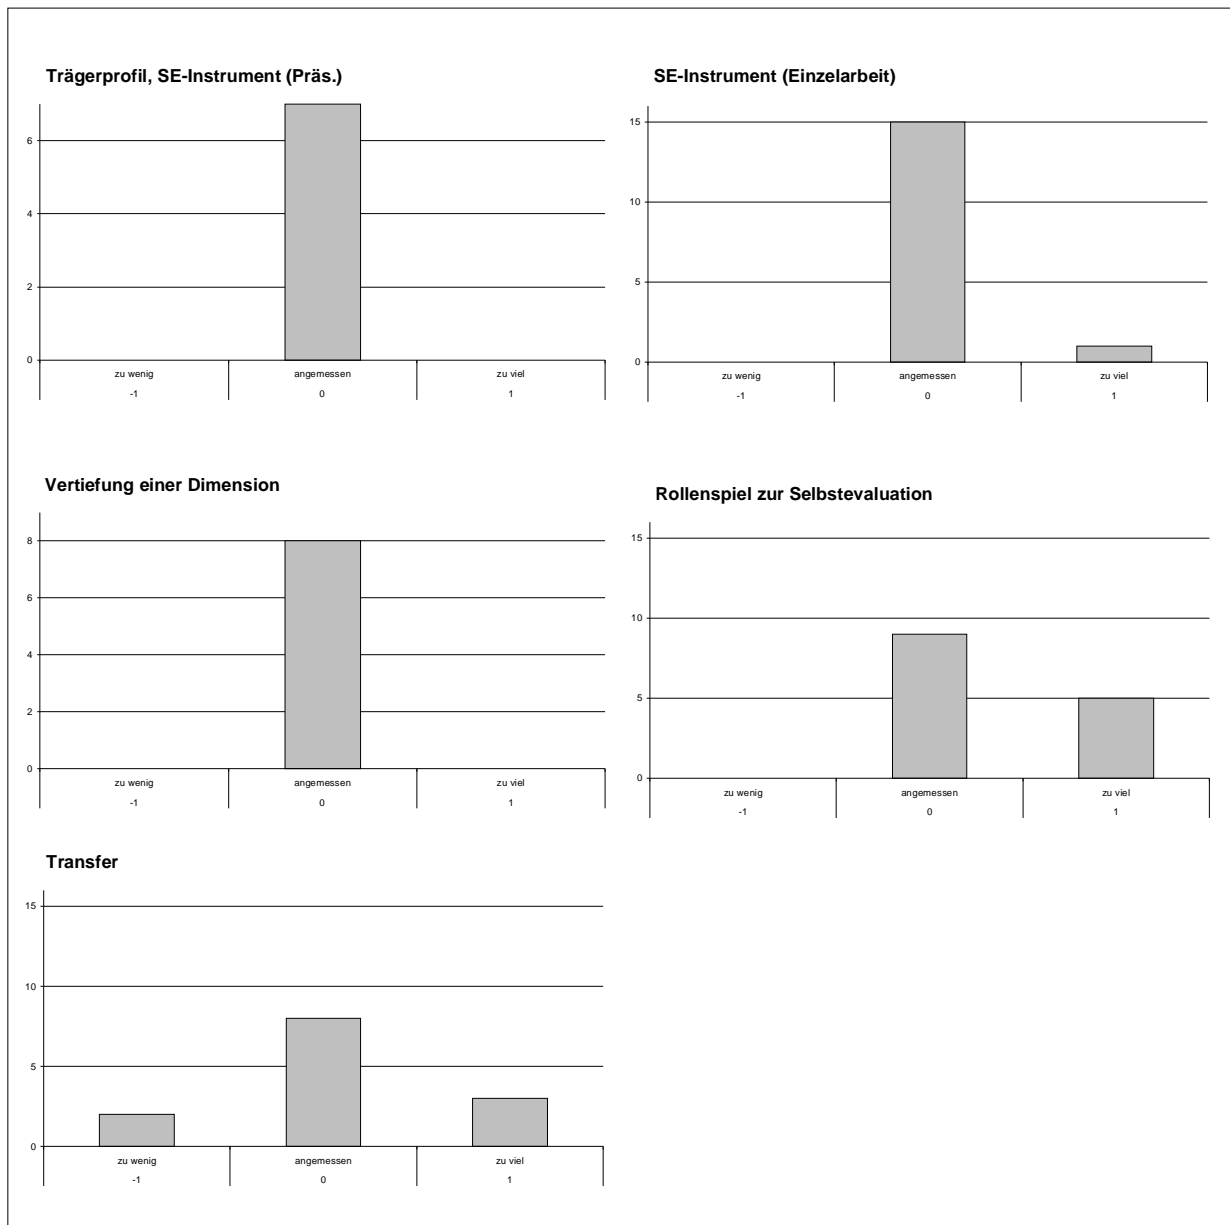 Trägerprofil, SE-Instrument (Präs.)
6
4
2
0
zu wenig angemessen zu viel
-1 0 1
SE-Instrument (Einzelarbeit)
15
10
5
0
zu wenig angemessen zu viel
-1 0 1
Vertiefung einer Dimension
8
6
4
2
0
zu wenig angemessen zu viel
-1 0 1
Rollenspiel zur Selbstevaluation
15
10
5
0
zu wenig angemessen zu viel
-1 0 1
Transfer
15
10
5
0
zu wenig angemessen zu viel
-1 0 1